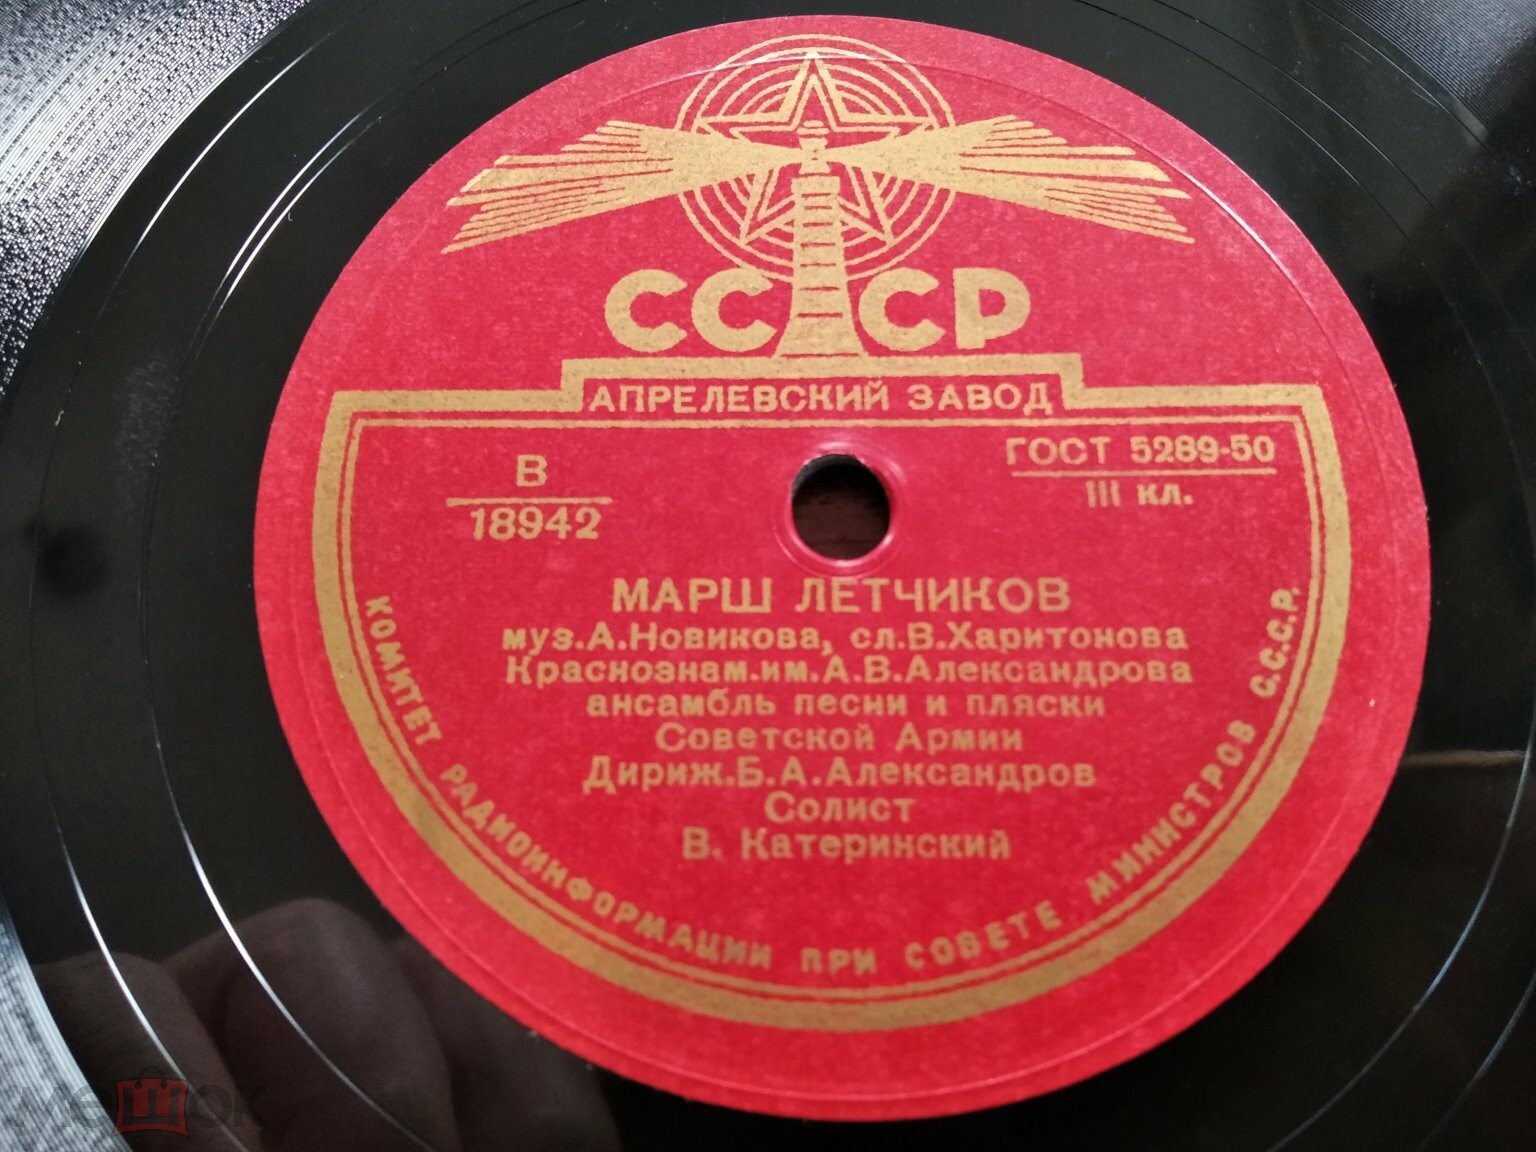 СССР
АПРЕЛЕВСКИЙ ЗАВОД
В
18942
ГОСТ 5289-50
III кл.
МАРШ ЛЕТЧИКОВ
муз.А.Новикова, сл.В.Харитонова
Краснознам.им.А.В.Александрова
ансамбль песни и пляски
Советской Армии
Дириж.Б.А.Александров
Солист
В. Катеринский
КОМИТЕТ РАДИОИНФОРМАЦИИ ПРИ СОВЕТЕ МИНИСТРОВ С.С.С.Р.
мешок